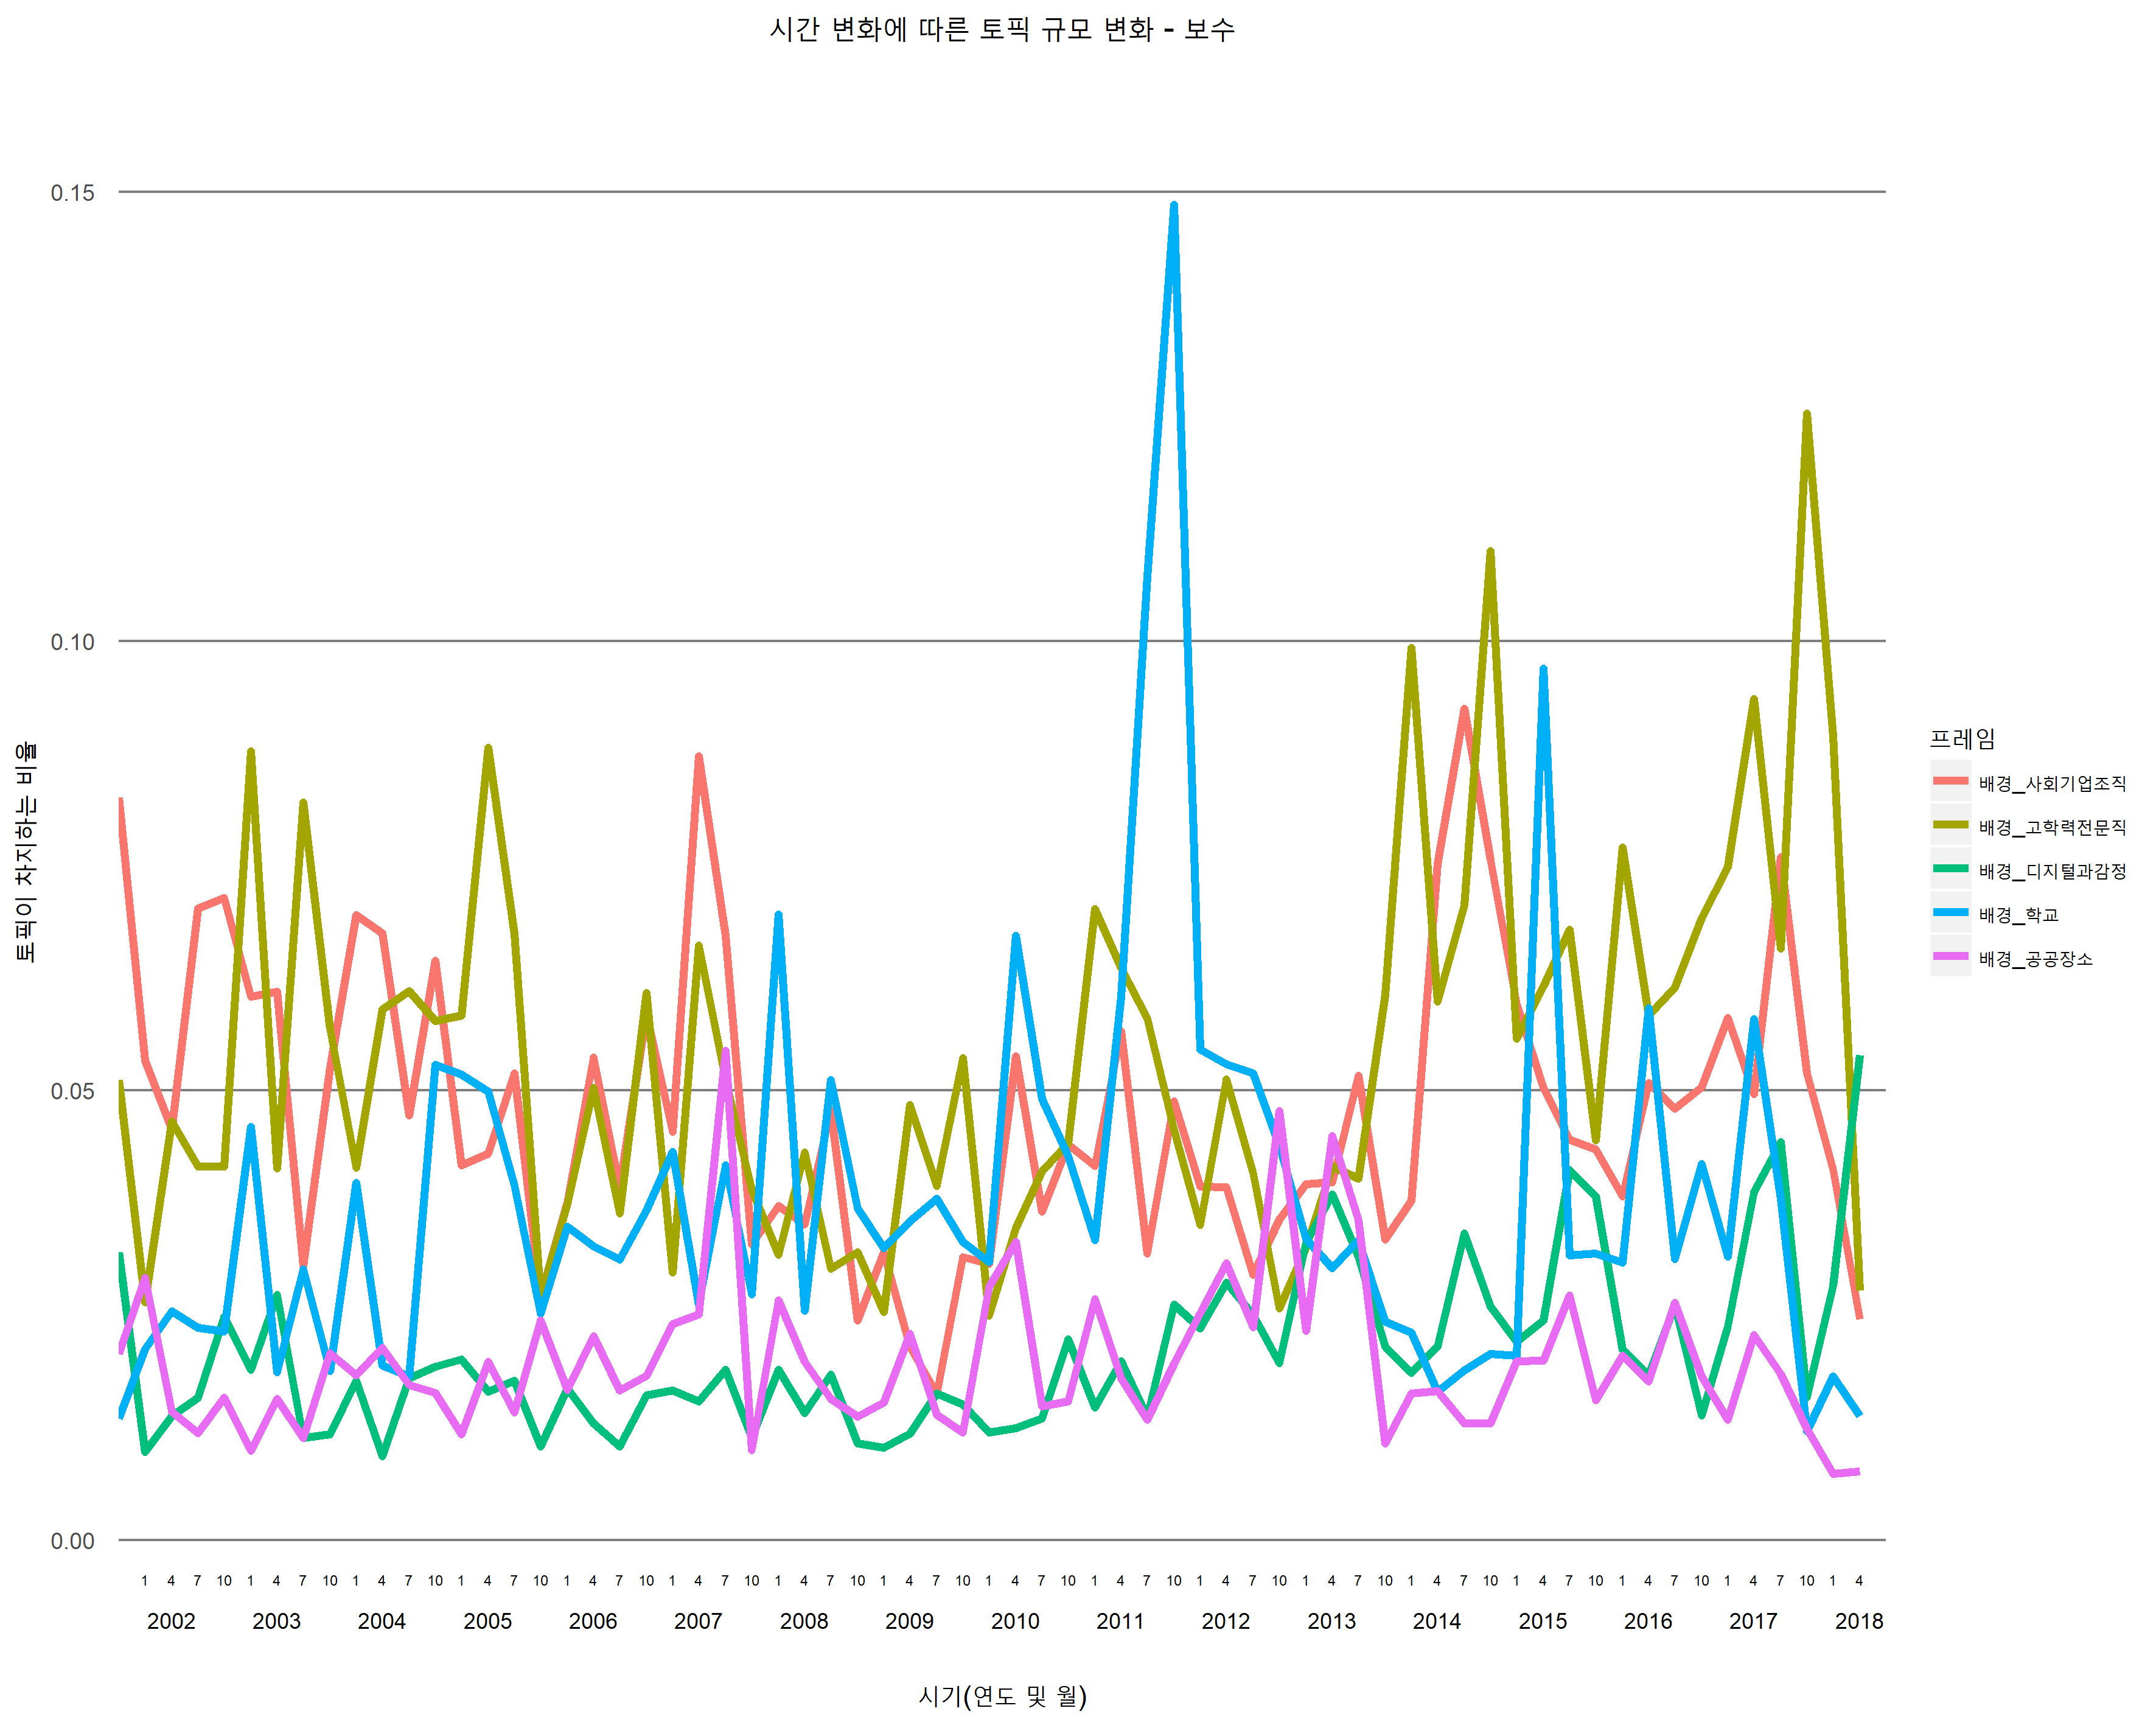 시간 변화에 따른 토픽 규모 변화 - 보수
토픽이 차지하는 비율
0.15
0.10
0.05
0.00
1 4 7 10 1 4 7 10 1 4 7 10 1 4 7 10 1 4 7 10 1 4 7 10 1 4 7 10 1 4 7 10 1 4 7 10 1 4 7 10 1 4 7 10 1 4 7 10 1 4 7 10 1 4 7 10 1 4 7 10 1 4 7 10 1 4
2002 2003 2004 2005 2006 2007 2008 2009 2010 2011 2012 2013 2014 2015 2016 2017 2018
시기(연도 및 월)
프레임
배경_사회기업조직
배경_고학력전문직
배경_디지털과감정
배경_학교
배경_공공장소